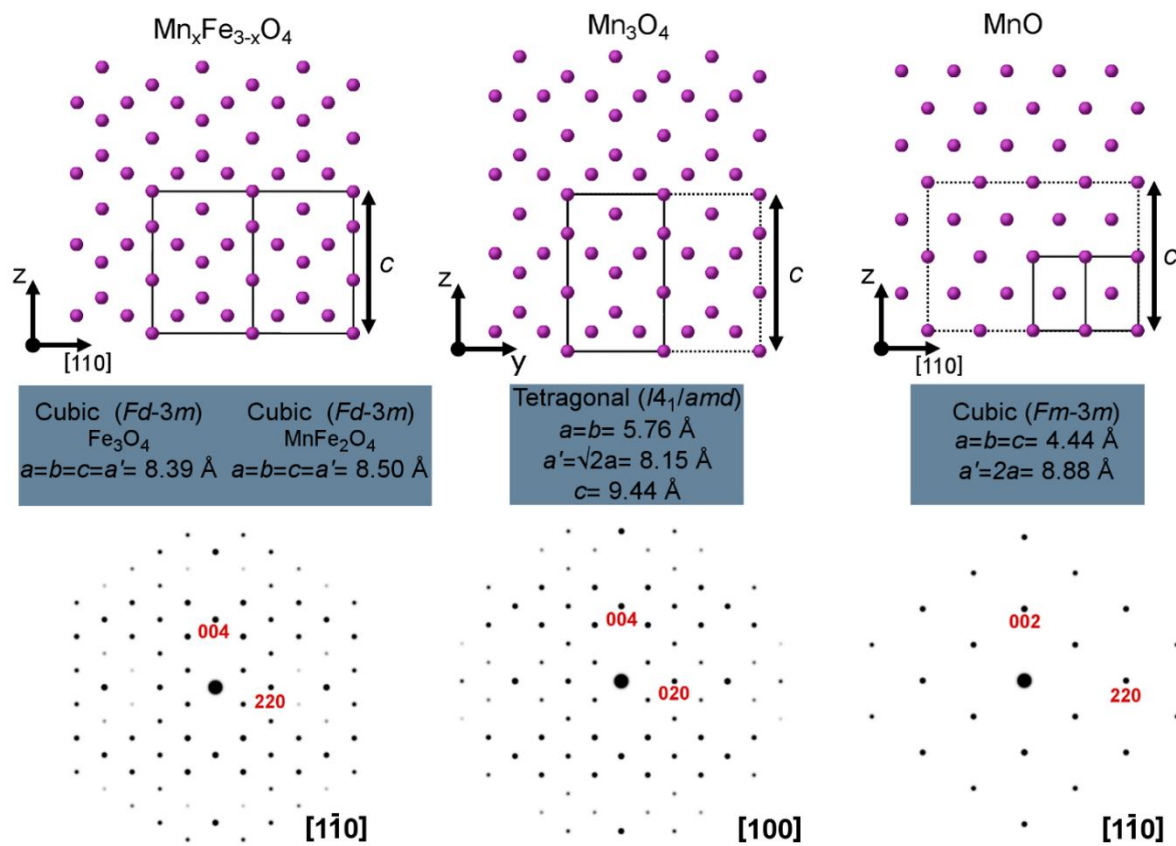 MnₓFe₃₋ₓO₄
Mn₃O₄
MnO
z
c
[110]
z
c
y
z
c
[110]
Cubic (Fd-3m) Cubic (Fd-3m)
Fe₃O₄ MnFe₂O₄
a=b=c=a'= 8.39 Å a=b=c=a'= 8.50 Å
Tetragonal (I4₁/amd)
a=b= 5.76 Å
a'=√2a= 8.15 Å
c= 9.44 Å
Cubic (Fm-3m)
a=b=c= 4.44 Å
a'=2a= 8.88 Å
004
220
[11̄0]
004
020
[100]
002
220
[11̄0]